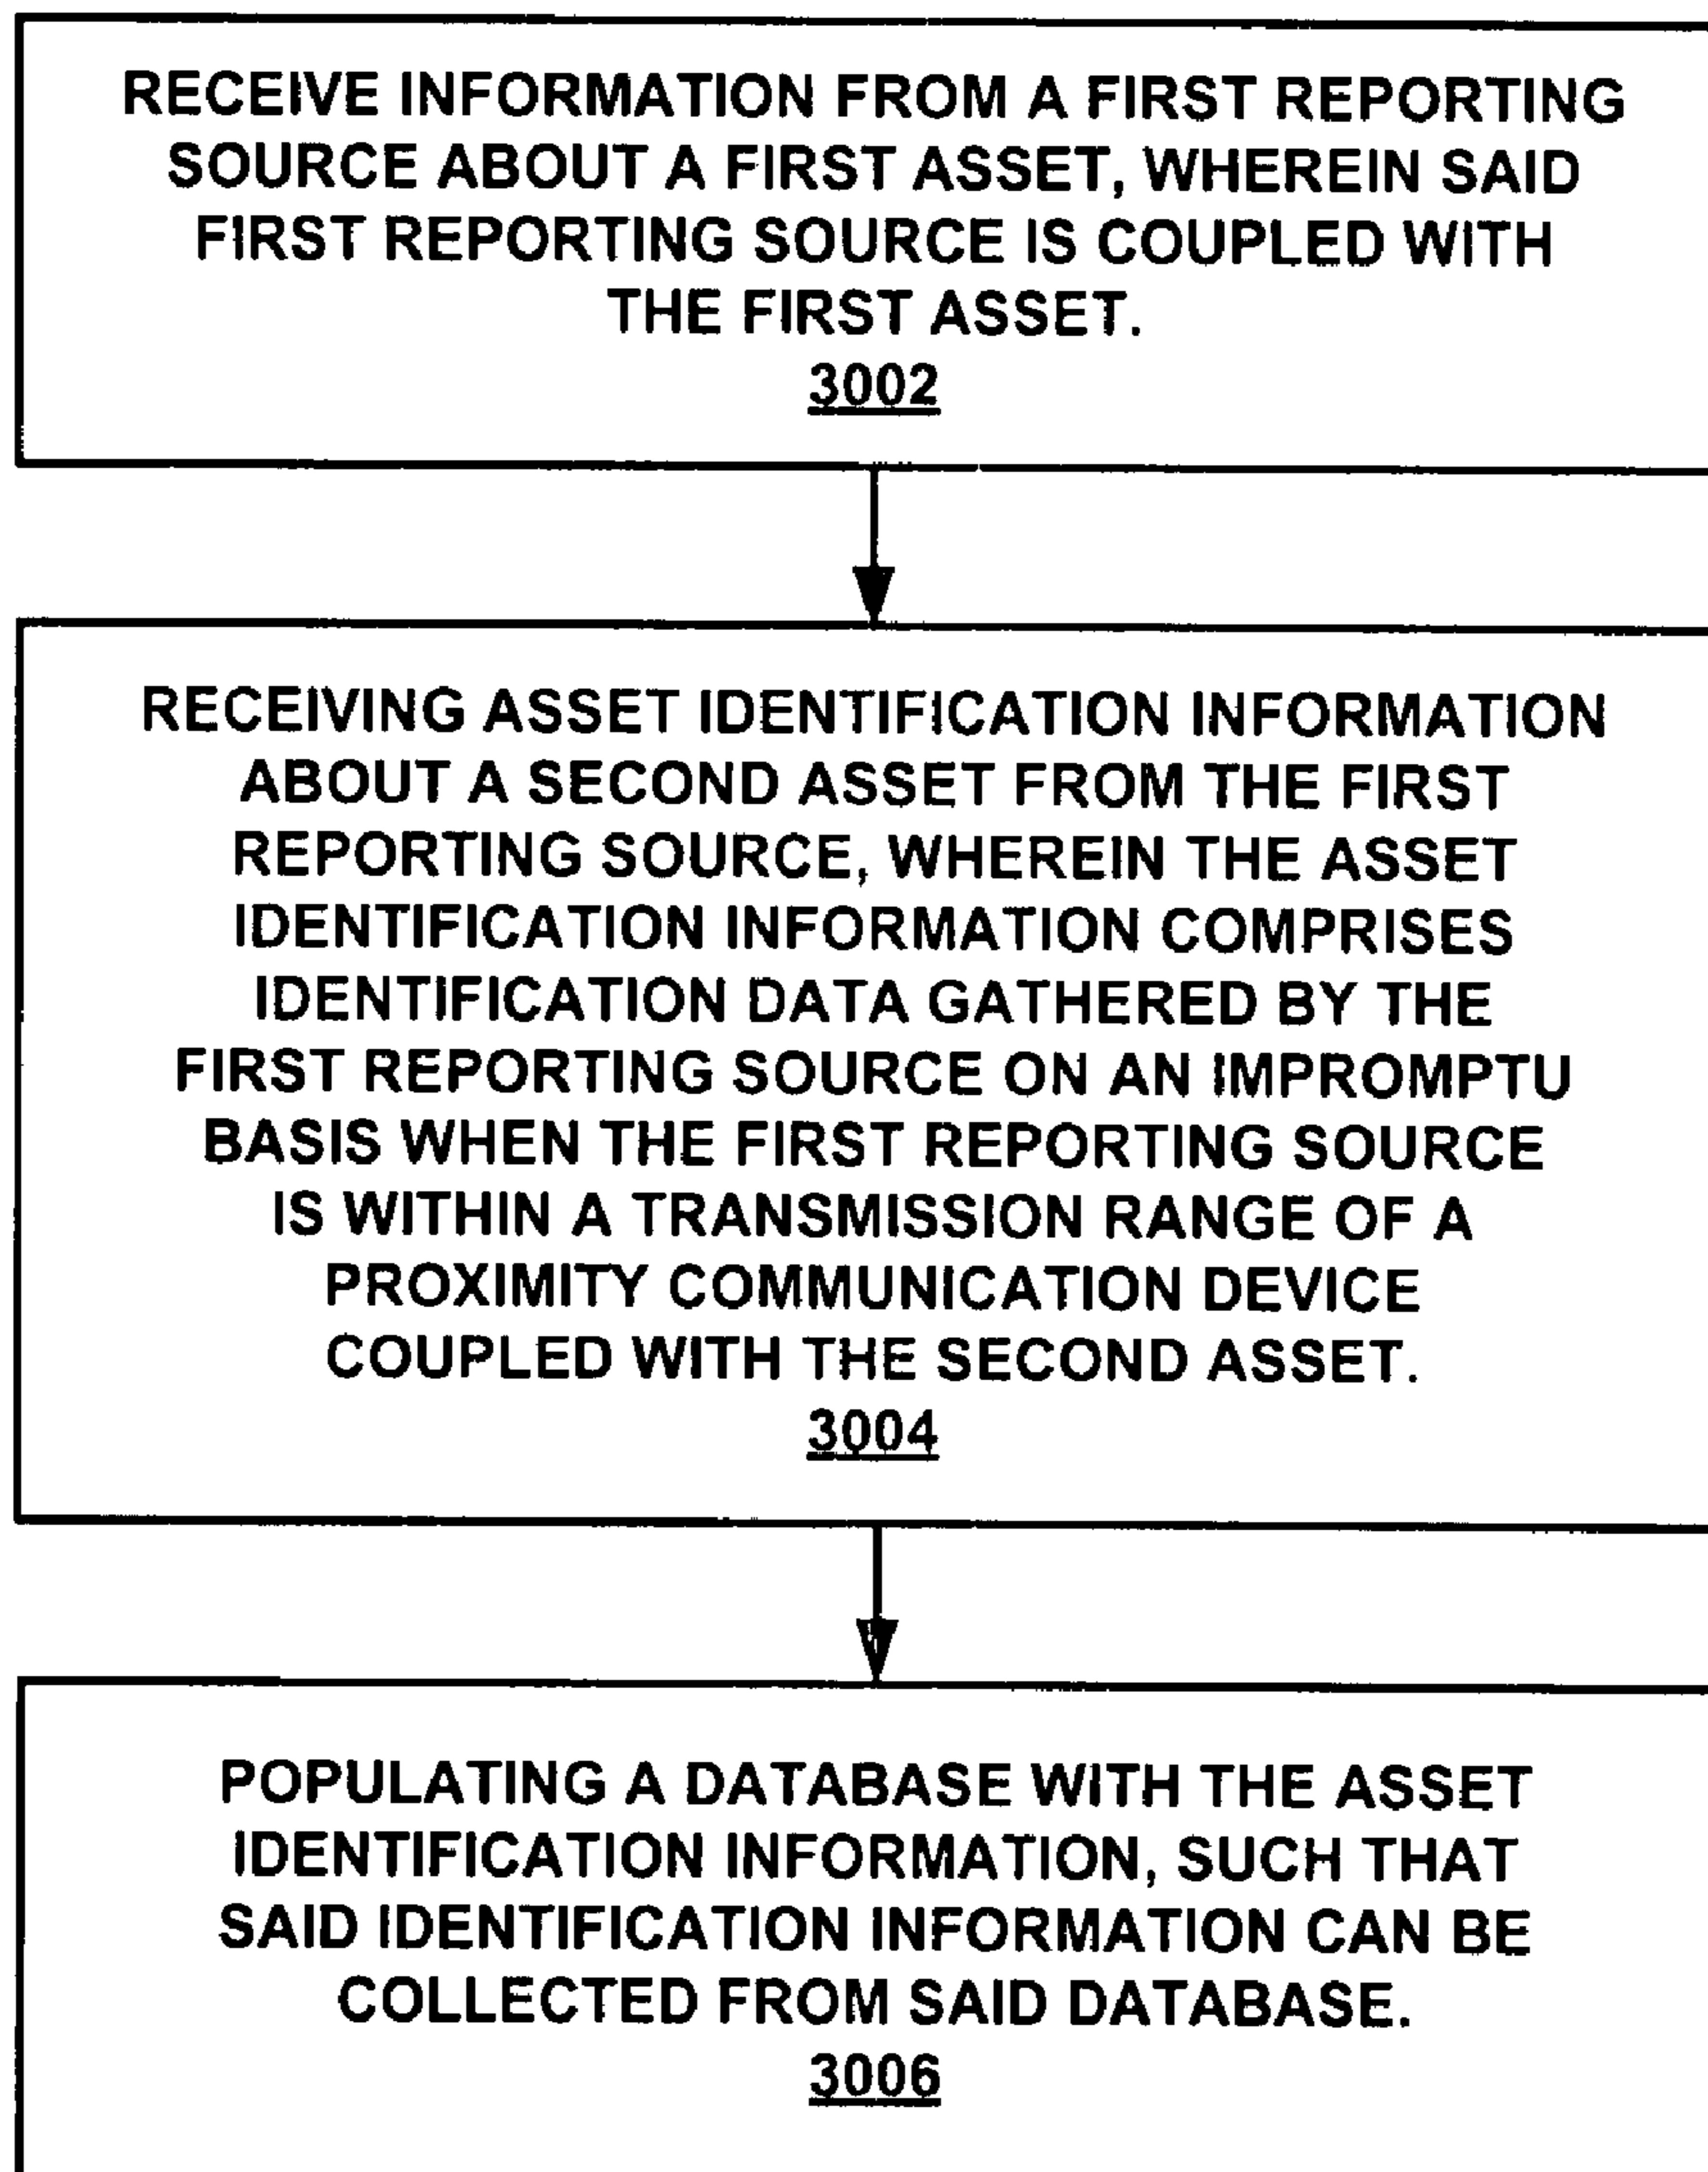 RECEIVE INFORMATION FROM A FIRST REPORTING
SOURCE ABOUT A FIRST ASSET, WHEREIN SAID
FIRST REPORTING SOURCE IS COUPLED WITH
THE FIRST ASSET.
3002
RECEIVING ASSET IDENTIFICATION INFORMATION
ABOUT A SECOND ASSET FROM THE FIRST
REPORTING SOURCE, WHEREIN THE ASSET
IDENTIFICATION INFORMATION COMPRISES
IDENTIFICATION DATA GATHERED BY THE
FIRST REPORTING SOURCE ON AN IMPROMPTU
BASIS WHEN THE FIRST REPORTING SOURCE
IS WITHIN A TRANSMISSION RANGE OF A
PROXIMITY COMMUNICATION DEVICE
COUPLED WITH THE SECOND ASSET.
3004
POPULATING A DATABASE WITH THE ASSET
IDENTIFICATION INFORMATION, SUCH THAT
SAID IDENTIFICATION INFORMATION CAN BE
COLLECTED FROM SAID DATABASE.
3006